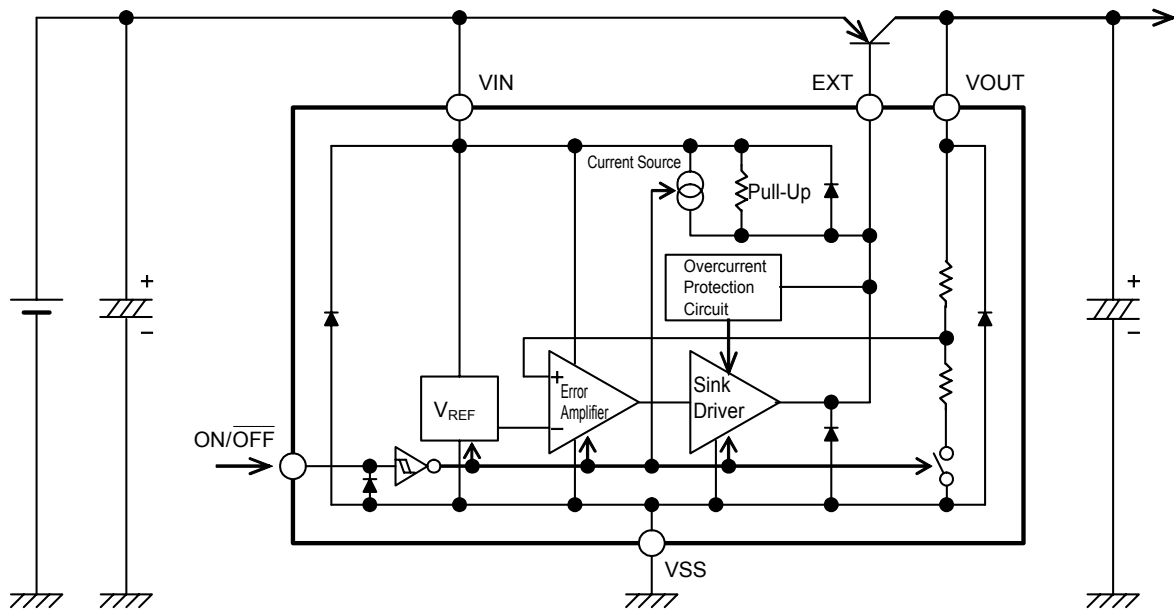 VIN
EXT
VOUT
Current Source
Pull-Up
Overcurrent
Protection
Circuit
+
−
+
−
+
Error
Amplifier
−
Sink
Driver
VREF
ON/OFF
VSS